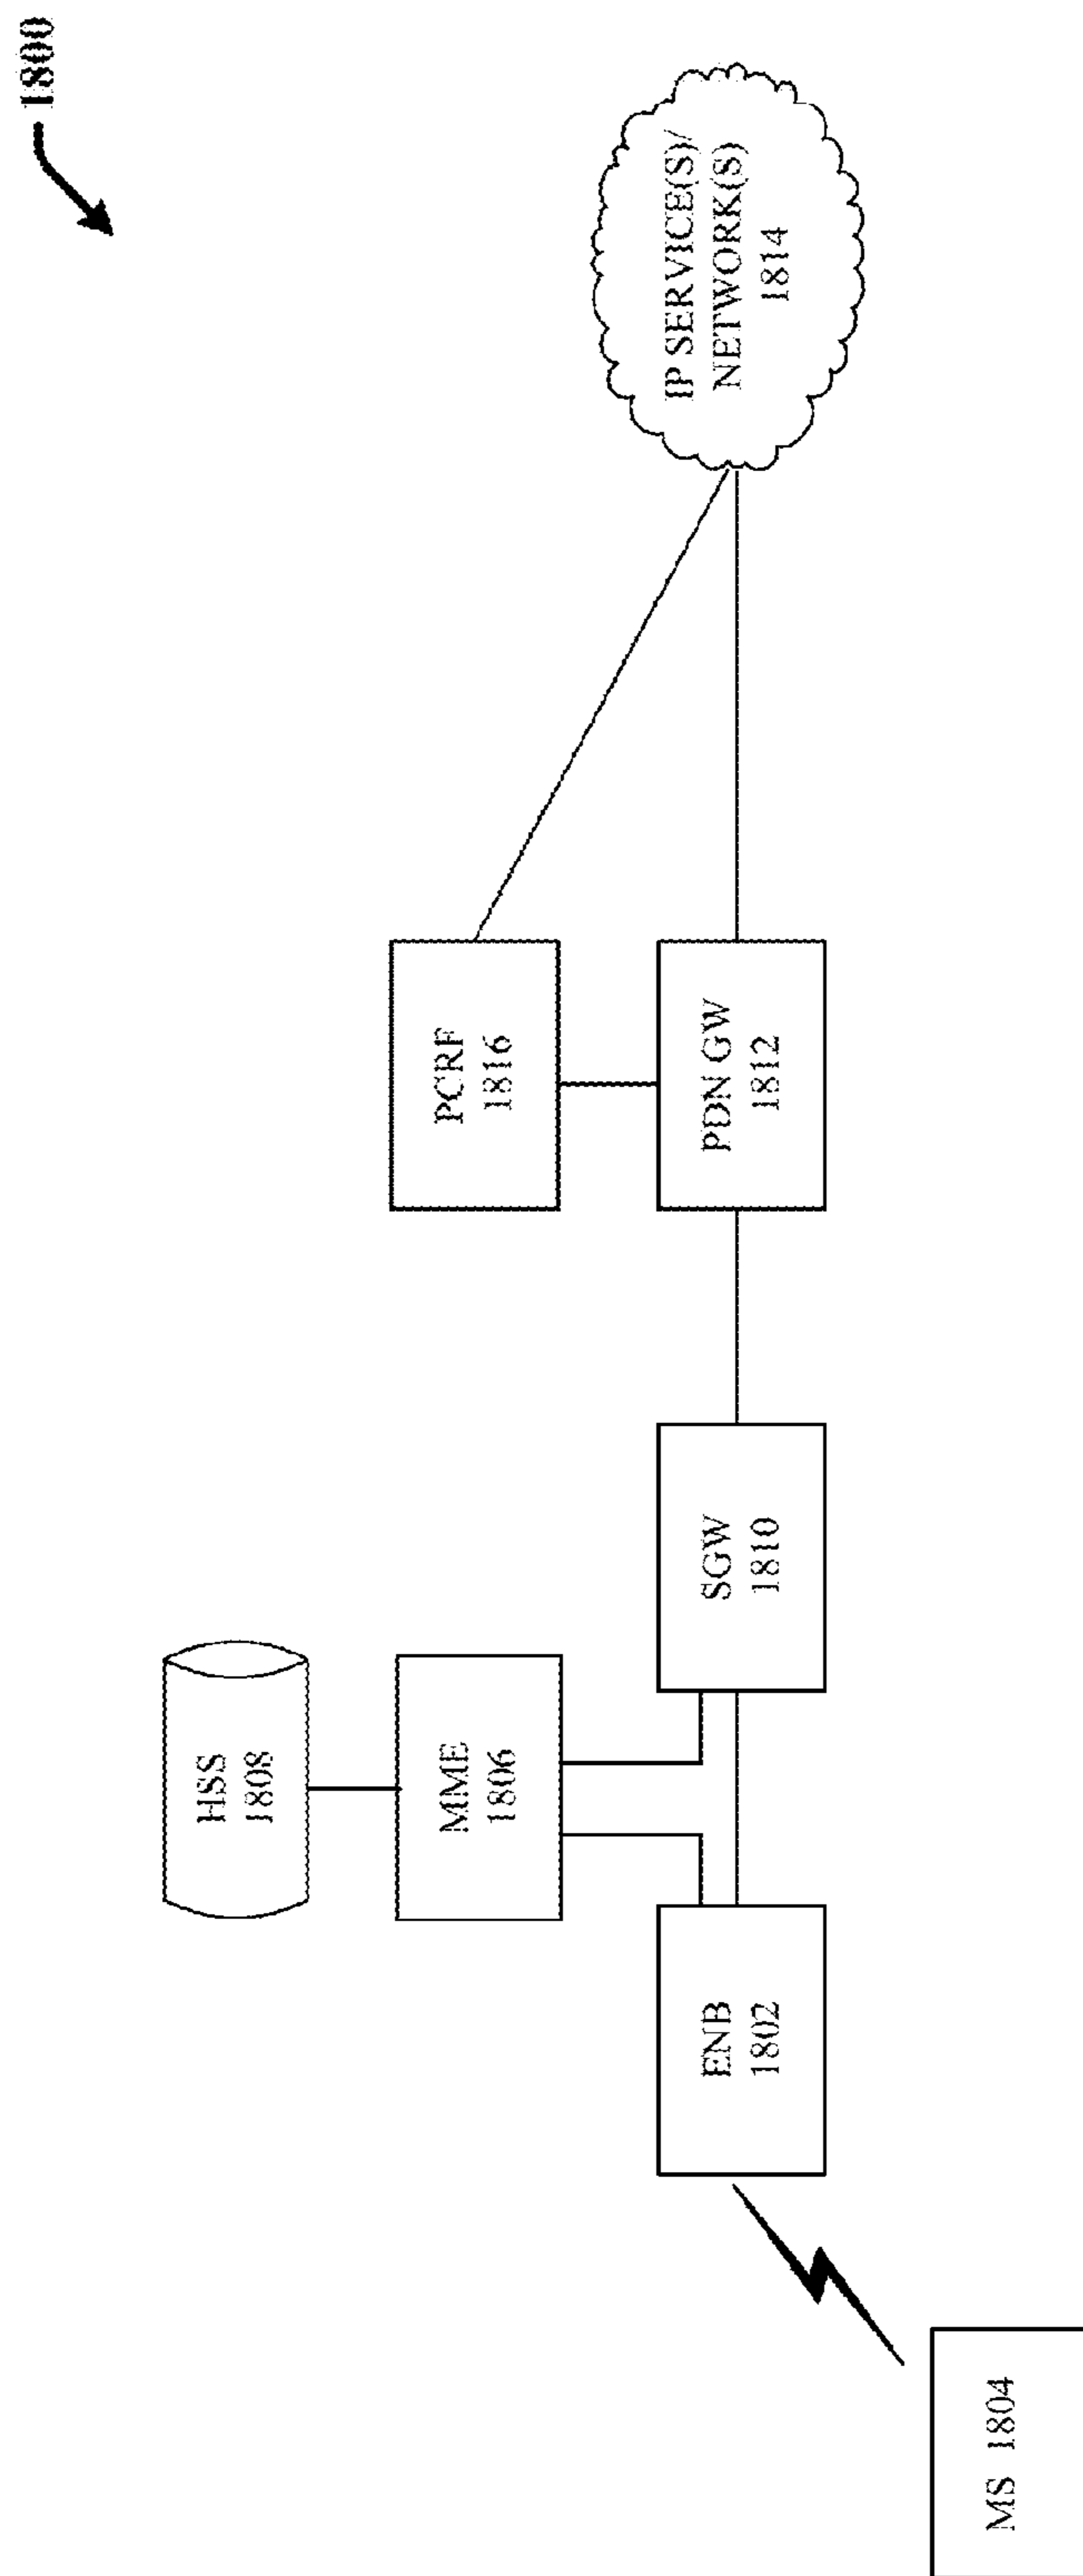 1800
HSS
1808
MME
1806
PCRF
1816
ENB
1802
SGW
1810
PDN GW
1812
IP SERVICE(S)/
NETWORK(S)
1814
MS 1804